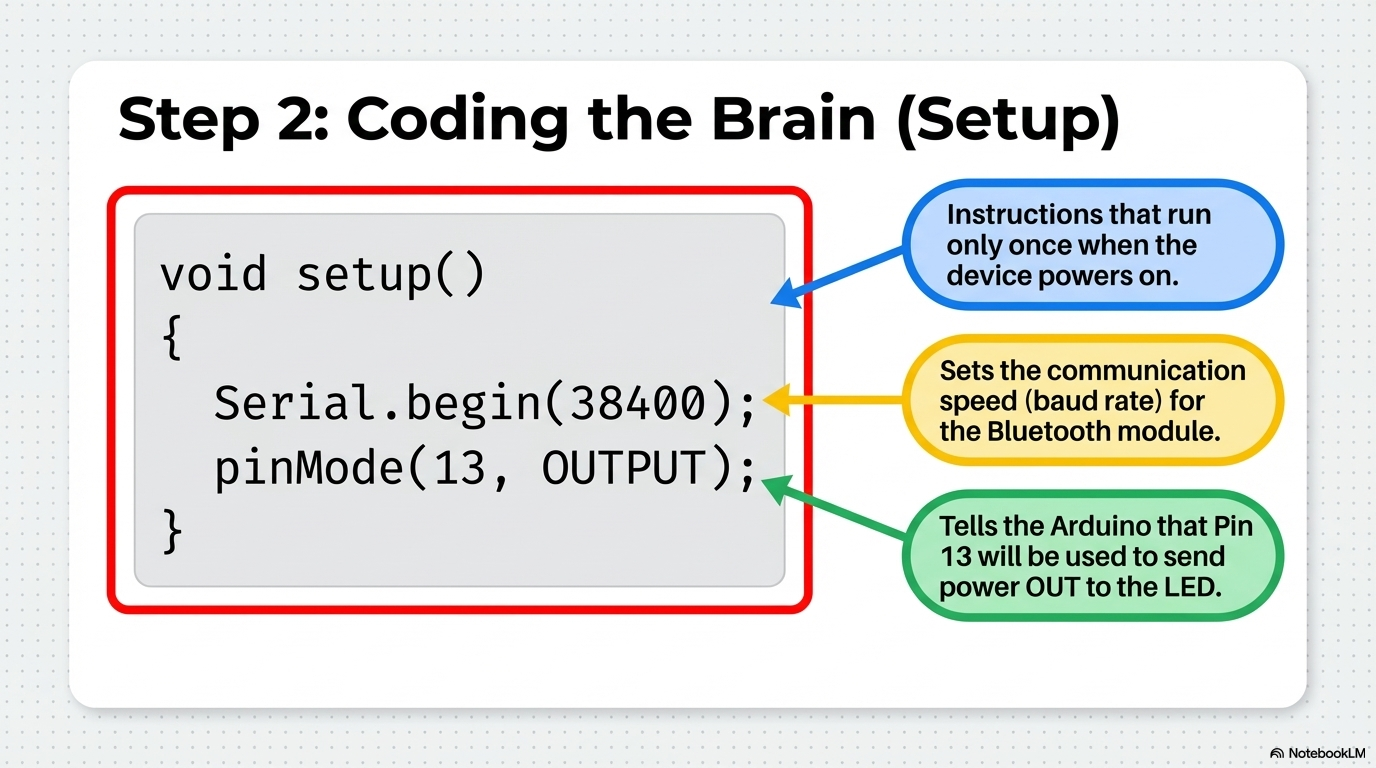 Step 2: Coding the Brain (Setup)
void setup()
{
Serial.begin(38400);
pinMode(13, OUTPUT);
}
Instructions that run
only once when the
device powers on.
Sets the communication
speed (baud rate) for
the Bluetooth module.
Tells the Arduino that Pin
13 will be used to send
power OUT to the LED.
NotebookLM